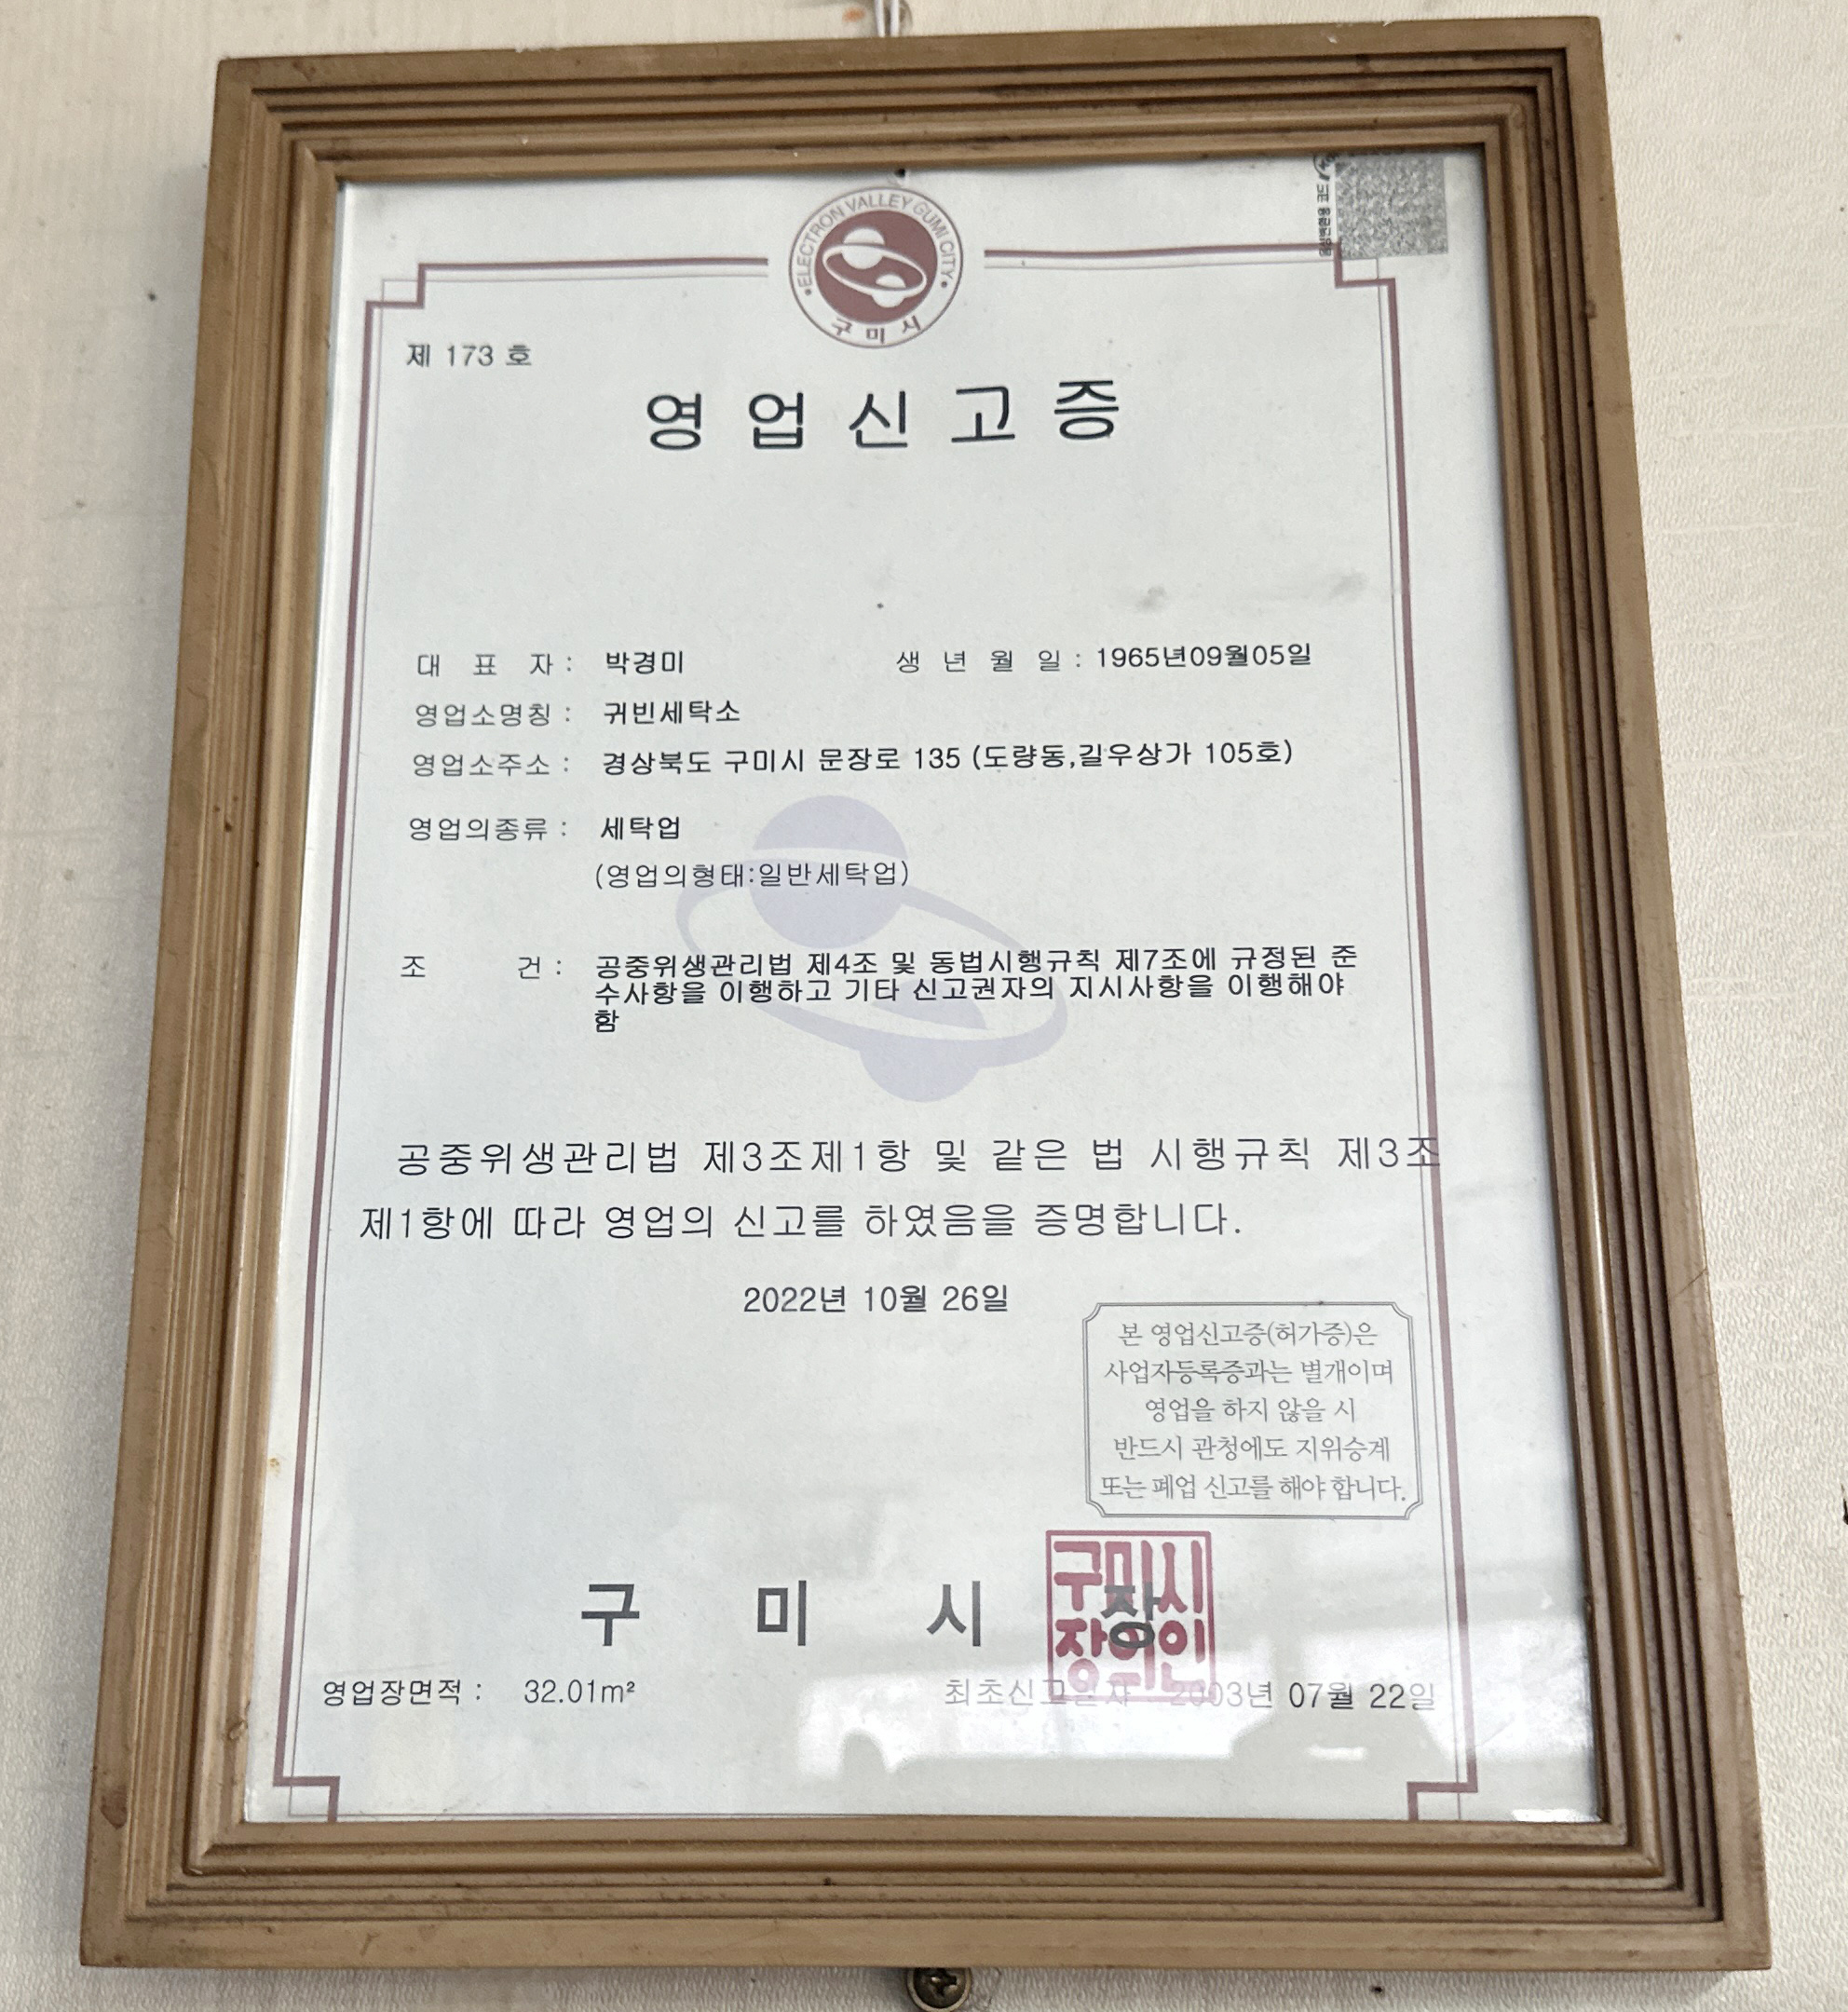 ELECTRON VALLEY GUMI CITY
구미시
음성변환용 코드
제 173 호
영업신고증
대 표 자 : 박경미 생 년 월 일 : 1965년09월05일
영업소명칭 : 귀빈세탁소
영업소주소 : 경상북도 구미시 문장로 135 (도량동,길우상가 105호)
영업의종류 : 세탁업
(영업의형태:일반세탁업)
조 건 : 공중위생관리법 제4조 및 동법시행규칙 제7조에 규정된 준
수사항을 이행하고 기타 신고권자의 지시사항을 이행해야
함
공중위생관리법 제3조제1항 및 같은 법 시행규칙 제3조
제1항에 따라 영업의 신고를 하였음을 증명합니다.
2022년 10월 26일
본 영업신고증(허가증)은
사업자등록증과는 별개이며
영업을 하지 않을 시
반드시 관청에도 지위승계
또는 폐업 신고를 해야 합니다.
구 미 시 장
구미시
장의인
영업장면적 : 32.01m²
최초신고일자 2003년 07월 22일